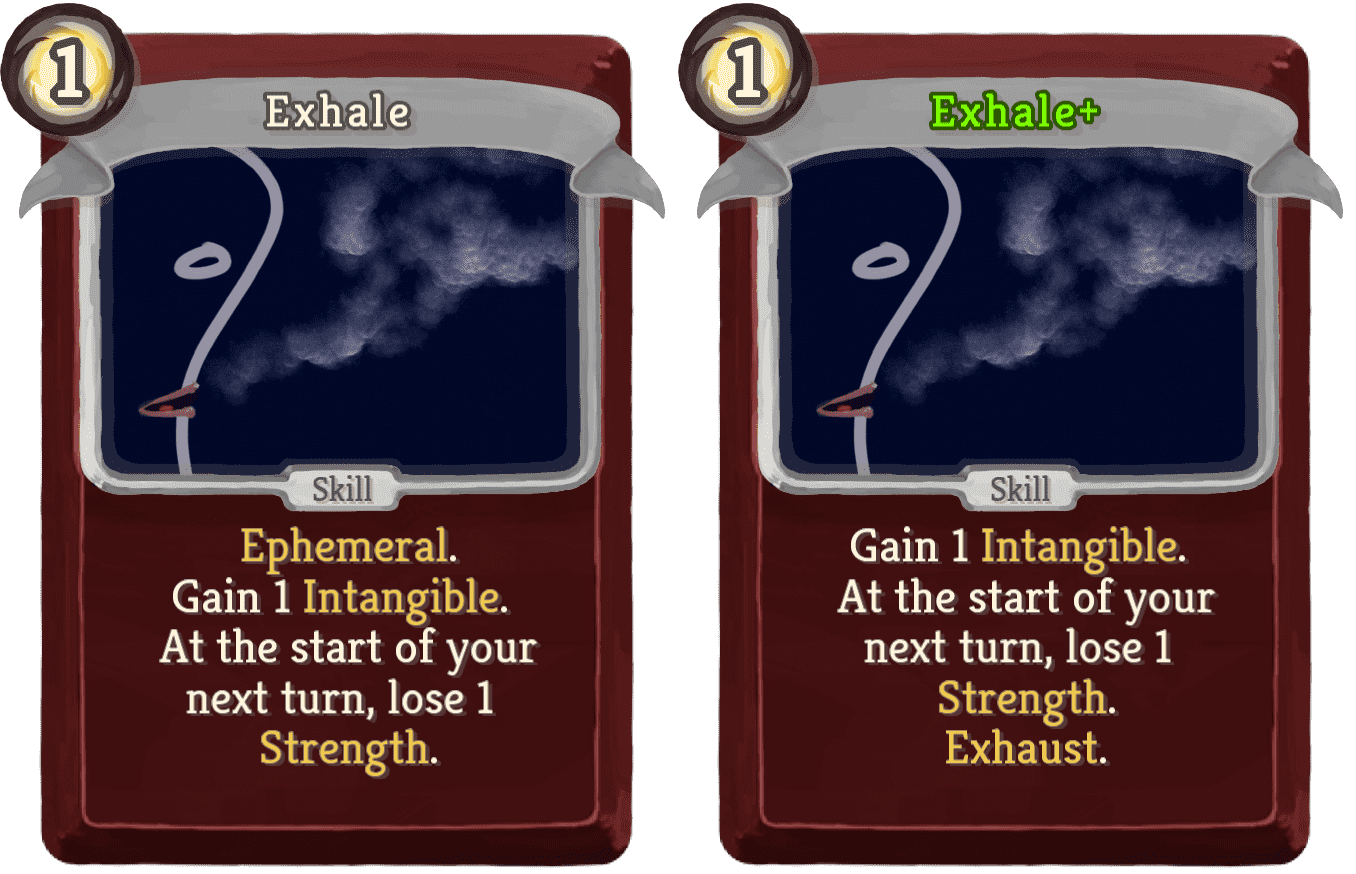 1
Exhale
Skill
Ephemeral.
Gain 1 Intangible.
At the start of your
next turn, lose 1
Strength.
1
Exhale+
Skill
Gain 1 Intangible.
At the start of your
next turn, lose 1
Strength.
Exhaust.